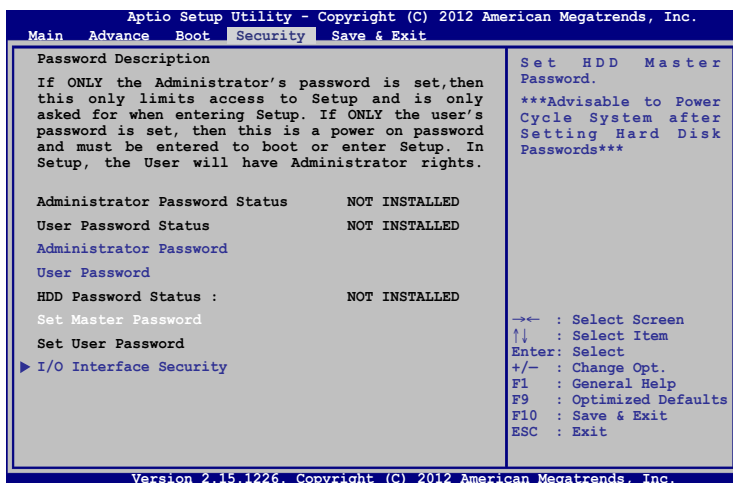 Aptio Setup Utility - Copyright (C) 2012 American Megatrends, Inc.
Main Advance Boot Security Save & Exit
Password Description
If ONLY the Administrator's password is set,then
this only limits access to Setup and is only
asked for when entering Setup. If ONLY the user's
password is set, then this is a power on password
and must be entered to boot or enter Setup. In
Setup, the User will have Administrator rights.
Administrator Password Status NOT INSTALLED
User Password Status NOT INSTALLED
Administrator Password
User Password
HDD Password Status : NOT INSTALLED
Set Master Password
Set User Password
I/O Interface Security
Set HDD Master
Password.
***Advisable to Power
Cycle System after
Setting Hard Disk
Passwords***
→← : Select Screen
↑↓ : Select Item
Enter: Select
+/— : Change Opt.
F1 : General Help
F9 : Optimized Defaults
F10 : Save & Exit
ESC : Exit
Version 2.15.1226. Copyright (C) 2012 American Megatrends, Inc.